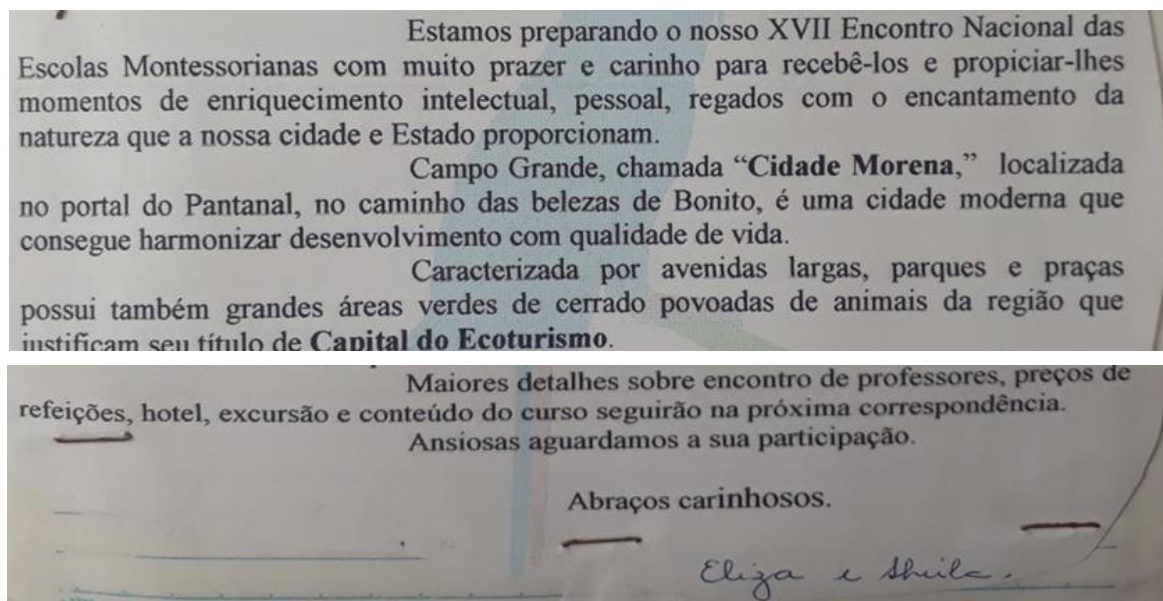 Estamos preparando o nosso XVII Encontro Nacional das
Escolas Montessorianas com muito prazer e carinho para recebê-los e propiciar-lhes
momentos de enriquecimento intelectual, pessoal, regados com o encantamento da
natureza que a nossa cidade e Estado proporcionam.
Campo Grande, chamada “Cidade Morena,” localizada
no portal do Pantanal, no caminho das belezas de Bonito, é uma cidade moderna que
consegue harmonizar desenvolvimento com qualidade de vida.
Caracterizada por avenidas largas, parques e praças
possui também grandes áreas verdes de cerrado povoadas de animais da região que
justificam seu título de Capital do Ecoturismo.
Maiores detalhes sobre encontro de professores, preços de
refeições, hotel, excursão e conteúdo do curso seguirão na próxima correspondência.
Ansiosas aguardamos a sua participação.
Abraços carinhosos.
Eliza e Sheila.